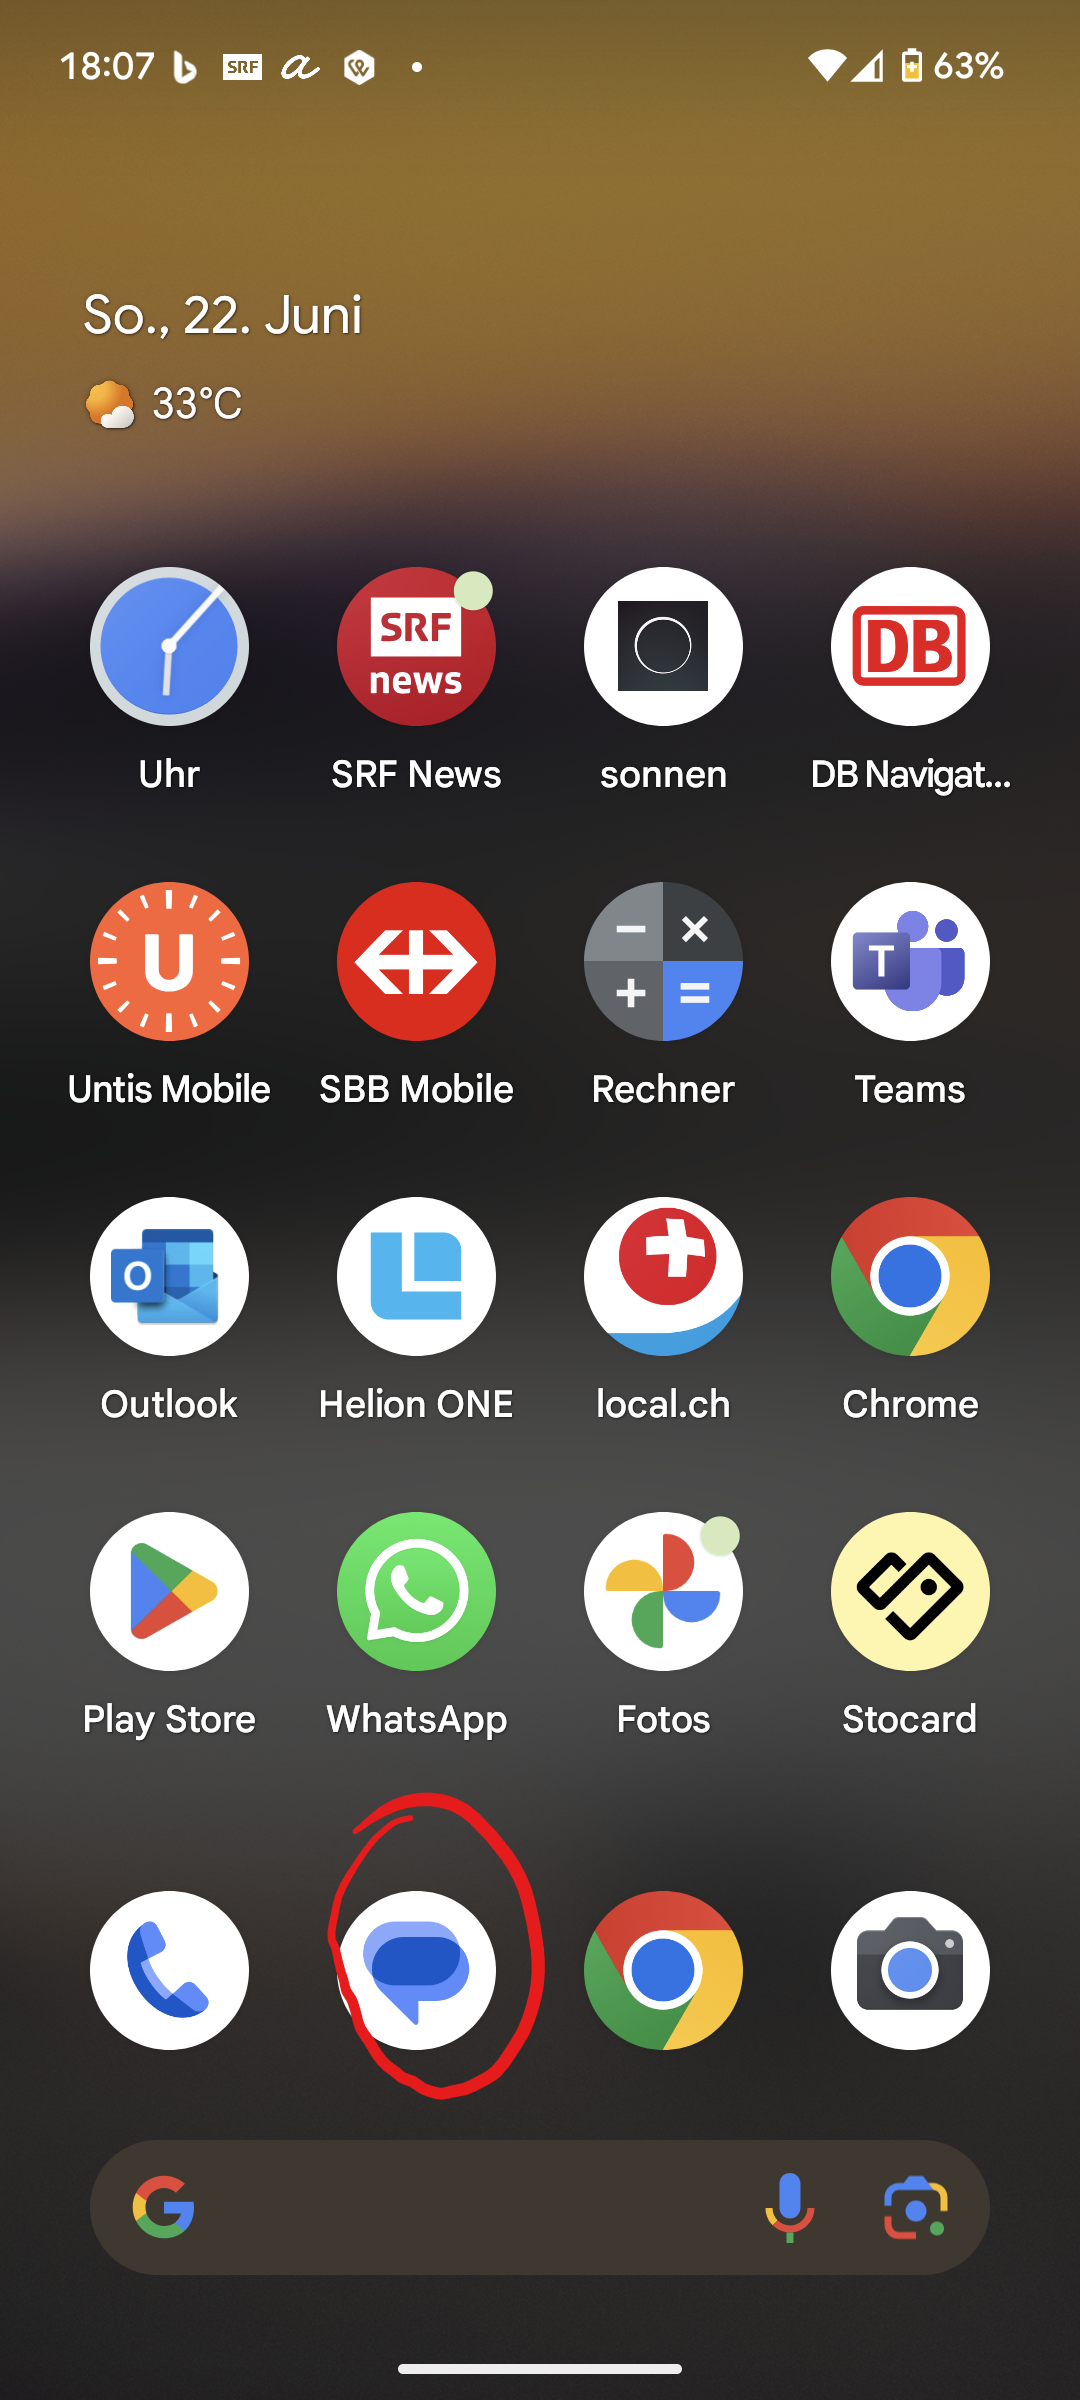 18:07 SRF 63%
So., 22. Juni
33°C
SRF
news
DB
Uhr SRF News sonnen DB Navigat...
U T
Untis Mobile SBB Mobile Rechner Teams
O
Outlook Helion ONE local.ch Chrome
Play Store WhatsApp Fotos Stocard
G